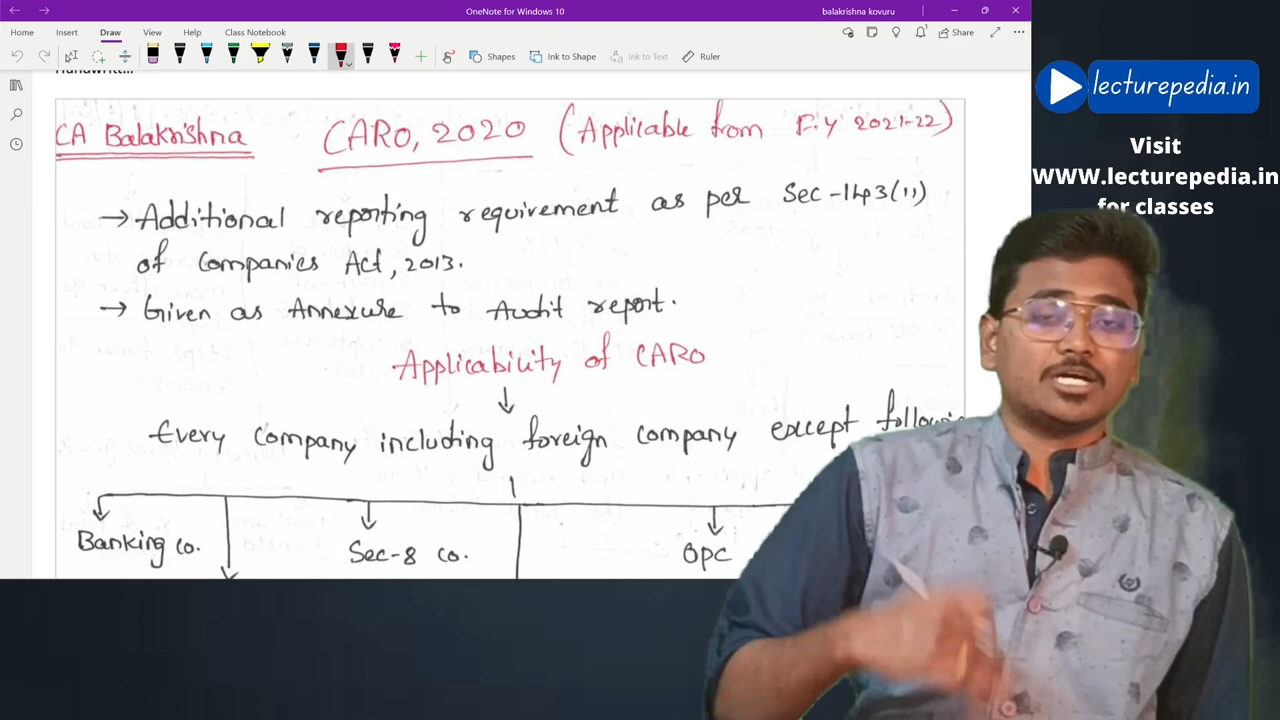 OneNote for Windows 10
balakrishna kovuru
Home Insert Draw View Help Class Notebook
Share
Shapes Ink to Shape Ink to Text Ruler
CA Balakrishna CARO, 2020 (Applicable from F.Y 2021-22)
→ Additional reporting requirement as per Sec-143(11)
of Companies Act, 2013.
→ Given as Annexure to Audit report.
Applicability of CARO
Every company including foreign company except
Banking co. Sec-8 co. OPC
lecturepedia.in
Visit
www.lecturepedia.in
for classes